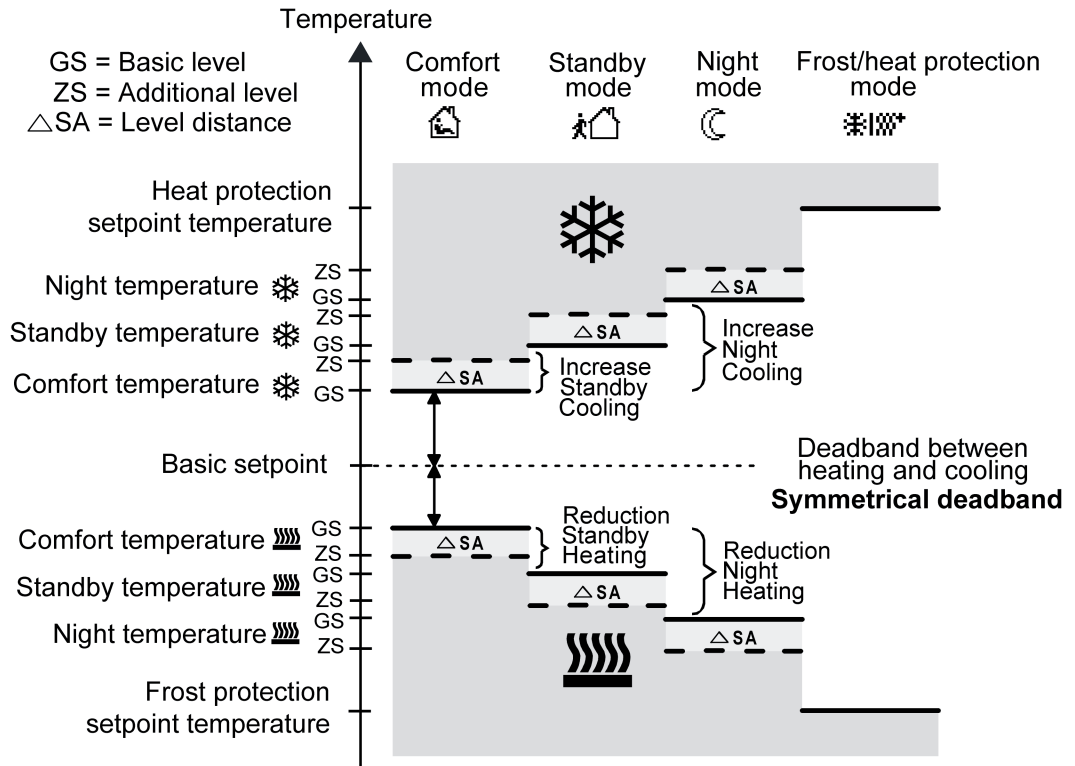 Temperature
GS = Basic level
ZS = Additional level
△SA = Level distance
Comfort
mode
Standby
mode
Night
mode
Frost/heat protection
mode
Heat protection
setpoint temperature
Night temperature
ZS
GS
Standby temperature
ZS
GS
Comfort temperature
ZS
GS
△SA
△SA
△SA
Increase
Standby
Cooling
Increase
Night
Cooling
Basic setpoint
Deadband between
heating and cooling
Symmetrical deadband
Comfort temperature
GS
ZS
Standby temperature
GS
ZS
Night temperature
GS
ZS
△SA
△SA
△SA
Reduction
Standby
Heating
Reduction
Night
Heating
Frost protection
setpoint temperature